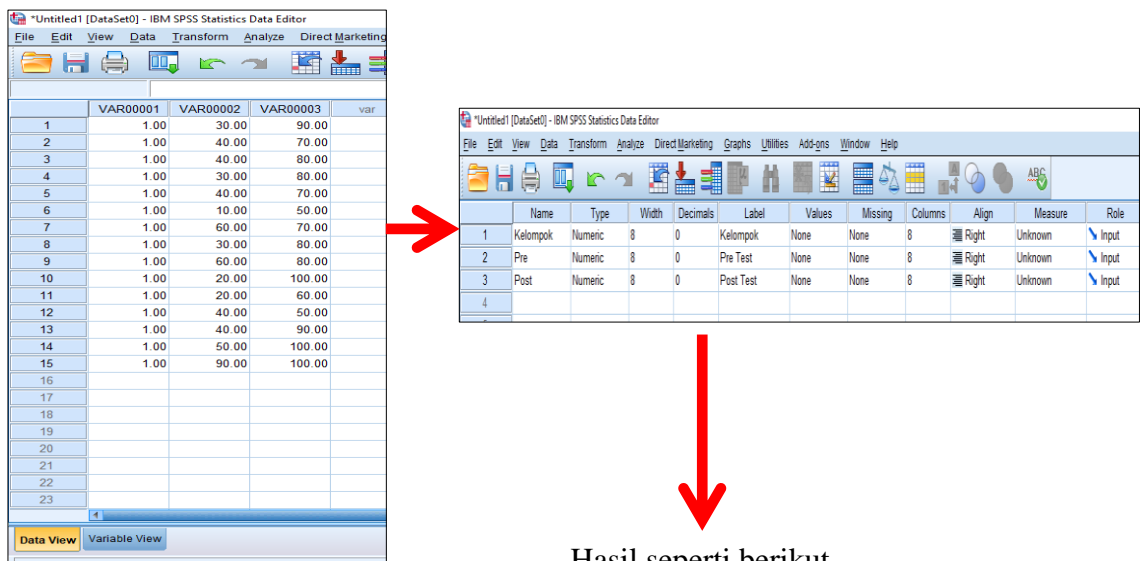 *Untitled1 [DataSet0] - IBM SPSS Statistics Data Editor
File Edit View Data Transform Analyze Direct Marketing
VAR00001 VAR00002 VAR00003 var
1 1.00 30.00 90.00
2 1.00 40.00 70.00
3 1.00 40.00 80.00
4 1.00 30.00 80.00
5 1.00 40.00 70.00
6 1.00 10.00 50.00
7 1.00 60.00 70.00
8 1.00 30.00 80.00
9 1.00 60.00 80.00
10 1.00 20.00 100.00
11 1.00 20.00 60.00
12 1.00 40.00 50.00
13 1.00 40.00 90.00
14 1.00 50.00 100.00
15 1.00 90.00 100.00
16
17
18
19
20
21
22
23
Data View Variable View
*Untitled1 [DataSet0] - IBM SPSS Statistics Data Editor
File Edit View Data Transform Analyze Direct Marketing Graphs Utilities Add-ons Window Help
Name Type Width Decimals Label Values Missing Columns Align Measure Role
1 Kelompok Numeric 8 0 Kelompok None None 8 Right Unknown Input
2 Pre Numeric 8 0 Pre Test None None 8 Right Unknown Input
3 Post Numeric 8 0 Post Test None None 8 Right Unknown Input
4
Hasil seperti berikut